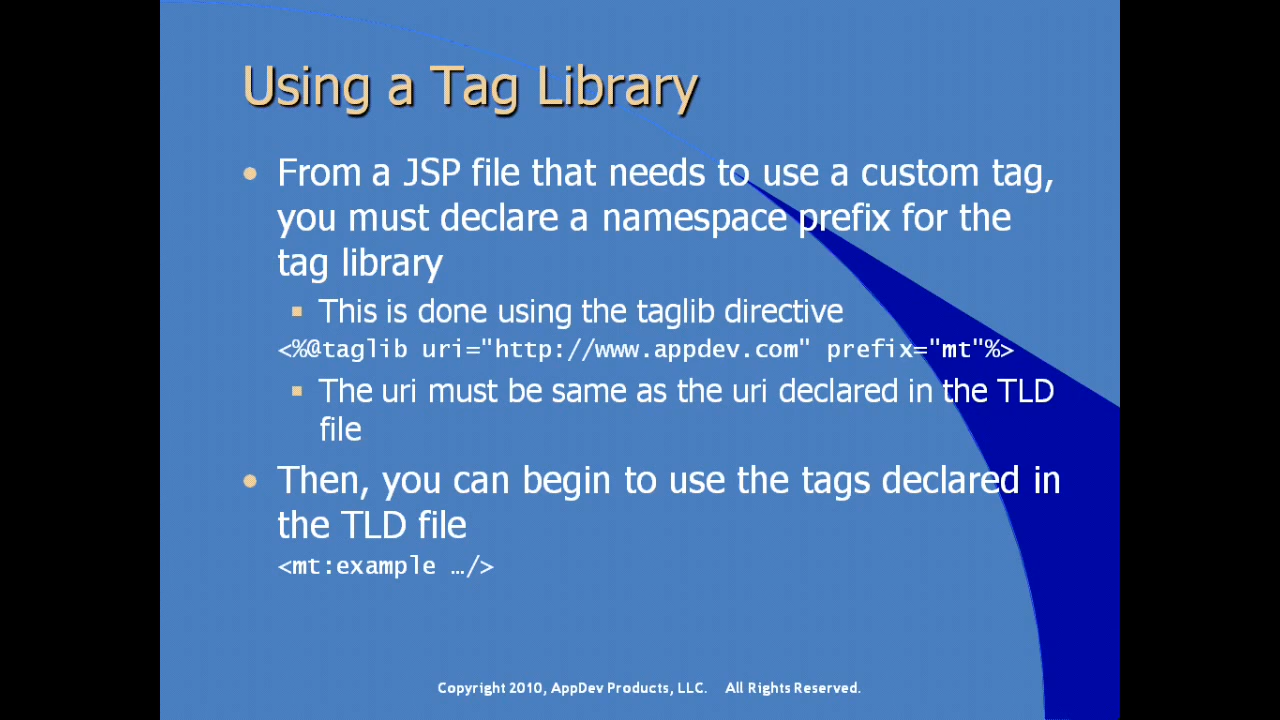 Using a Tag Library
• From a JSP file that needs to use a custom tag,
you must declare a namespace prefix for the
tag library
▪ This is done using the taglib directive
<%@taglib uri="http://www.appdev.com" prefix="mt"%>
▪ The uri must be same as the uri declared in the TLD
file
• Then, you can begin to use the tags declared in
the TLD file
<mt:example …/>
Copyright 2010, AppDev Products, LLC. All Rights Reserved.